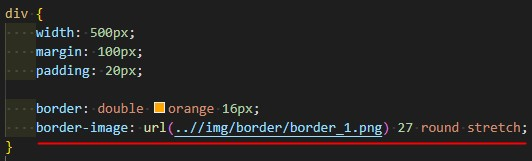 div {
width: 500px;
margin: 100px;
padding: 20px;
border: double orange 16px;
border-image: url(..//img/border/border_1.png) 27 round stretch;
}